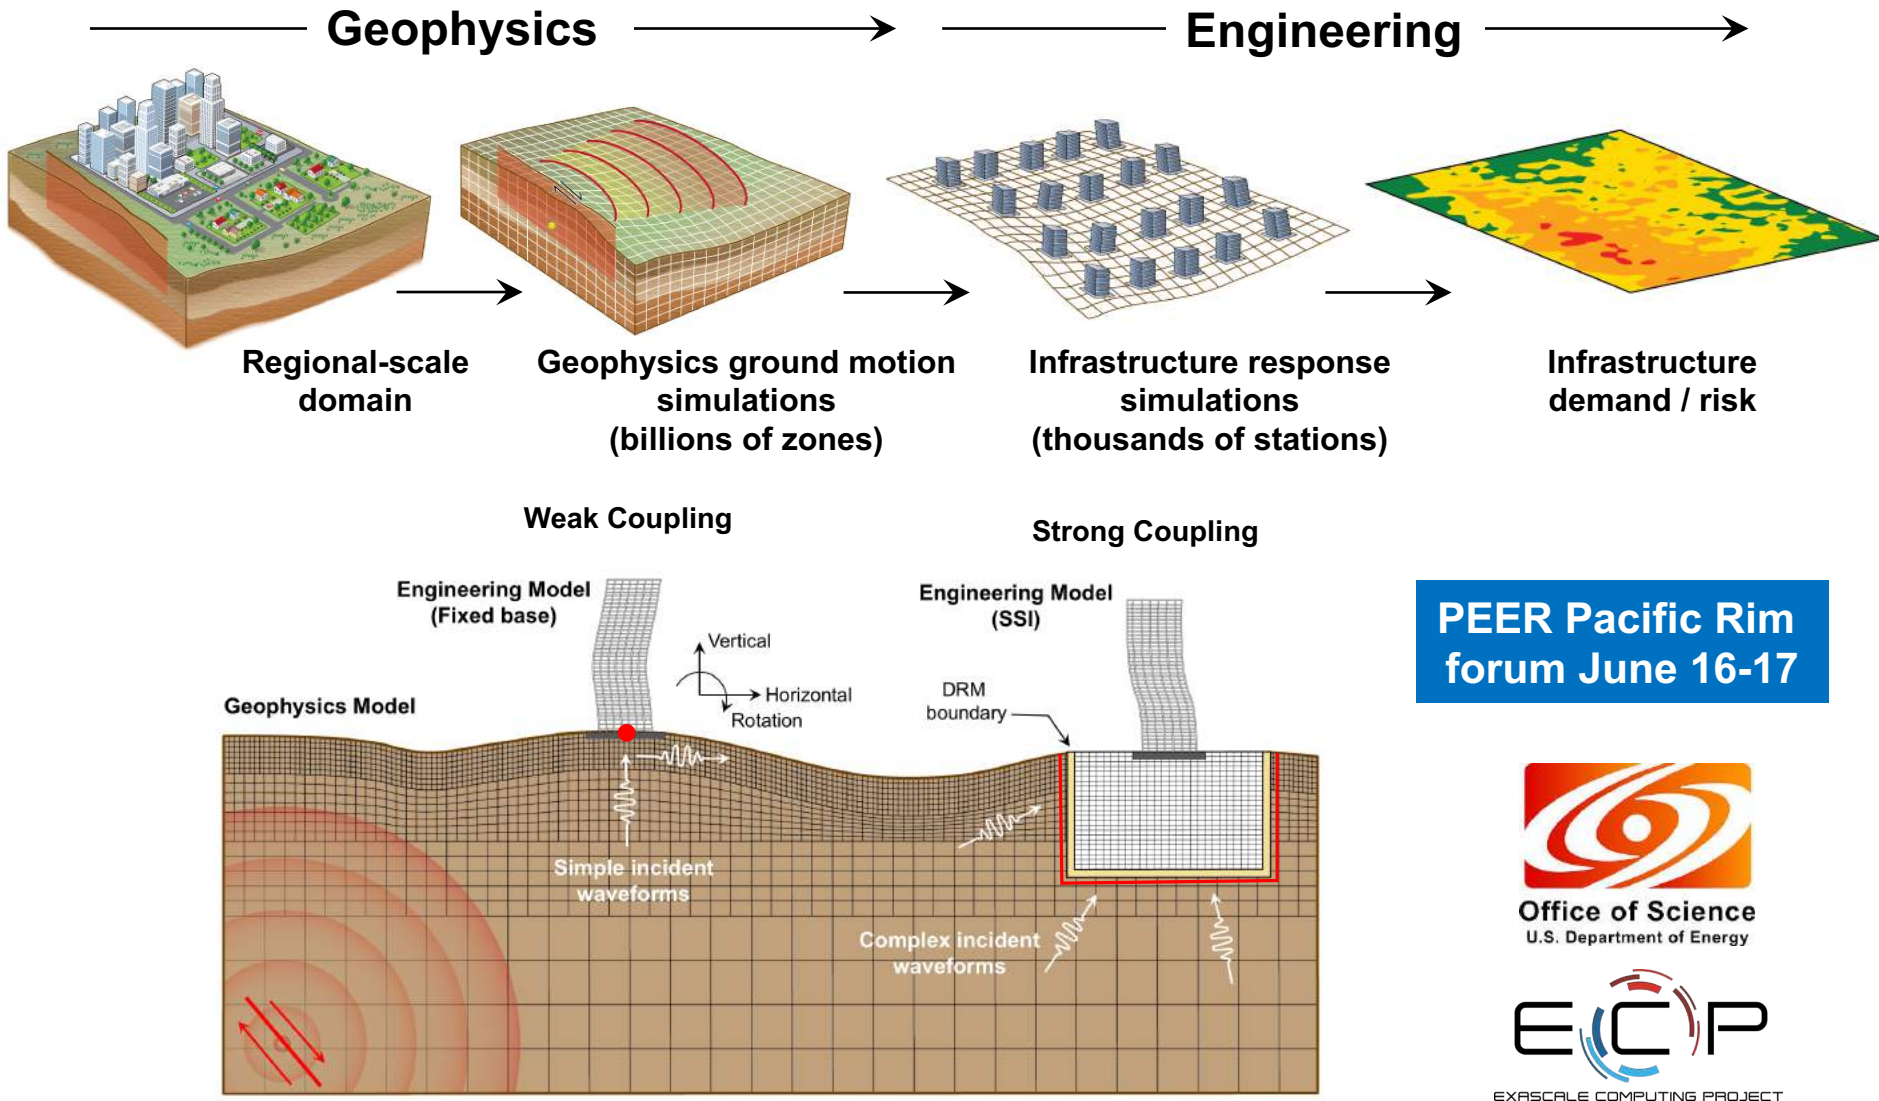 Geophysics
Engineering
Regional-scale
domain
Geophysics ground motion
simulations
(billions of zones)
Infrastructure response
simulations
(thousands of stations)
Infrastructure
demand / risk
Weak Coupling
Strong Coupling
Engineering Model
(Fixed base)
Vertical
Horizontal
Rotation
Geophysics Model
Engineering Model
(SSI)
DRM
boundary
Simple incident
waveforms
Complex incident
waveforms
PEER Pacific Rim
forum June 16-17
Office of Science
U.S. Department of Energy
ECP
EXASCALE COMPUTING PROJECT